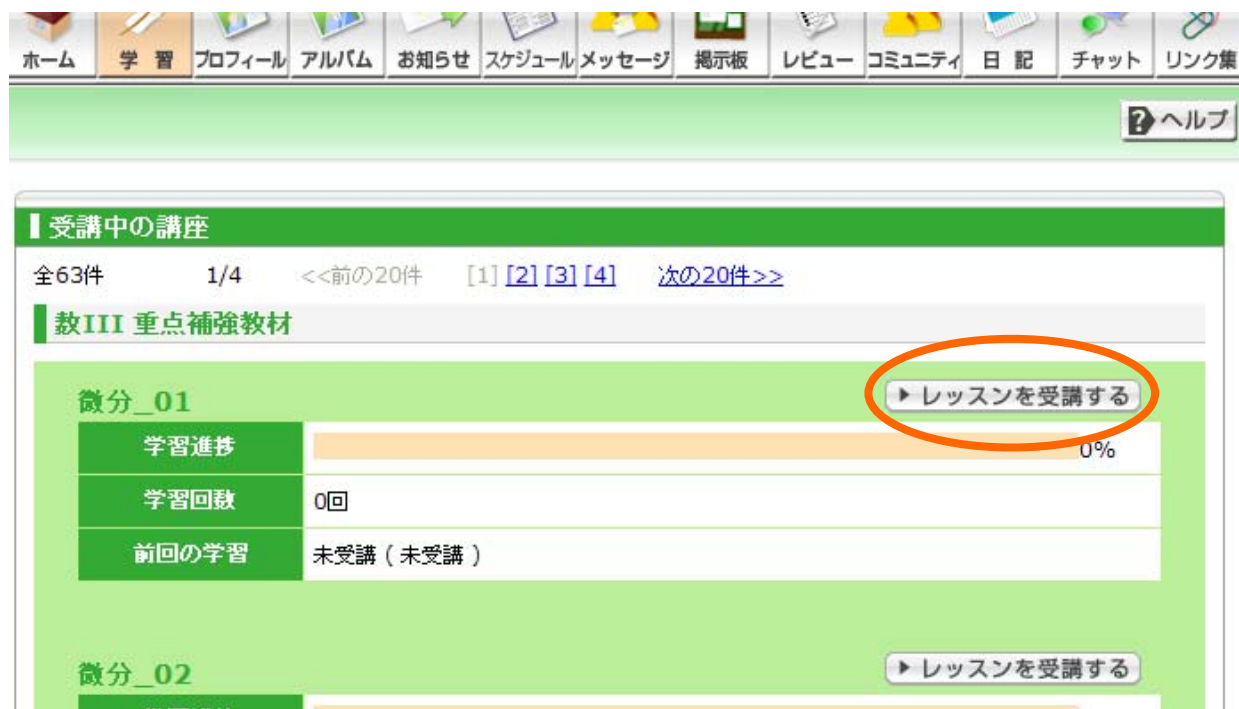 ホーム 学 習 プロフィール アルバム お知らせ スケジュール メッセージ 掲示板 レビュー コミュニティ 日 記 チャット リンク集
? ヘルプ
受講中の講座
全63件 1/4 <<前の20件 [1] [2] [3] [4] 次の20件>>
数III 重点補強教材
微分_01 レッスンを受講する
学習進捗 0%
学習回数 0回
前回の学習 未受講 ( 未受講 )
微分_02 レッスンを受講する